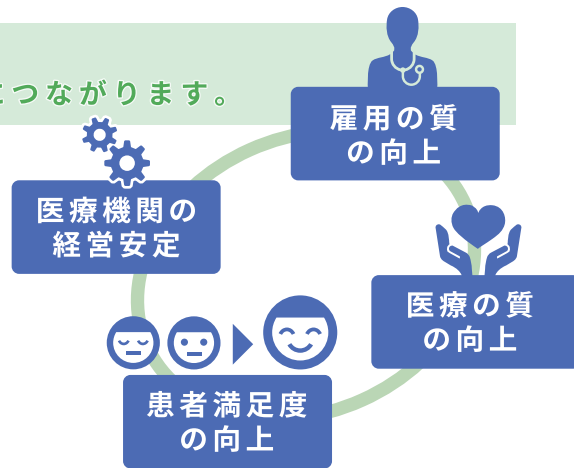 につながります。
雇用の質
の向上
医療機関の
経営安定
医療の質
の向上
患者満足度
の向上